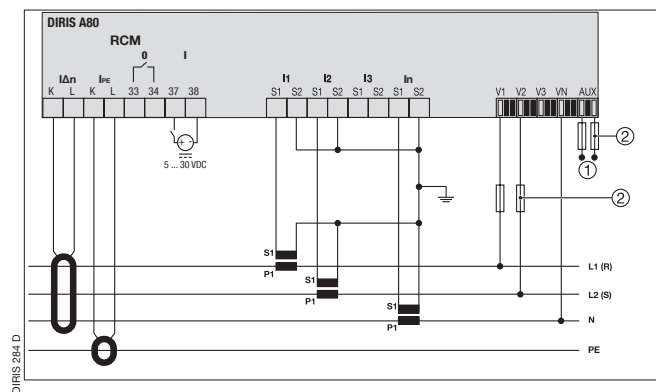 DIRIS A80
RCM
0 I
IΔn IPE I1 I2 I3 In
K L K L 33 34 37 38 S1 S2 S1 S2 S1 S2 S1 S2 V1 V2 V3 VN AUX
5 ... 30 VDC
2
1
2
S1
P1 L1 (R)
S1
P1 L2 (S)
S1
P1 N
PE
DIRIS 284 D